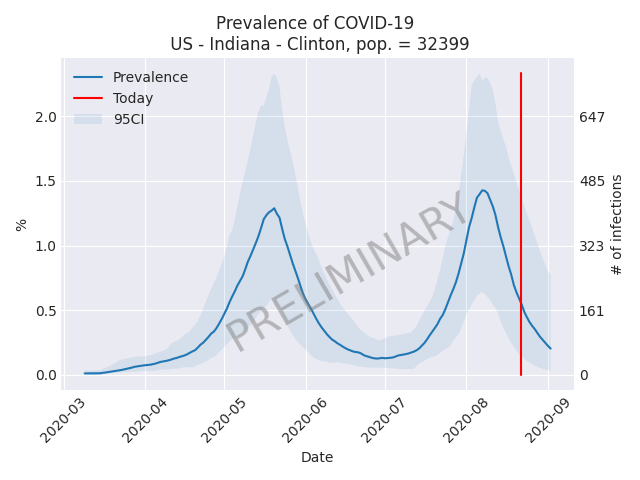 Prevalence of COVID-19
US - Indiana - Clinton, pop. = 32399
Prevalence
Today
95CI
PRELIMINARY
%
2.0
1.5
1.0
0.5
0.0
647
485
323
161
0
# of infections
2020-03
2020-04
2020-05
2020-06
2020-07
2020-08
2020-09
Date